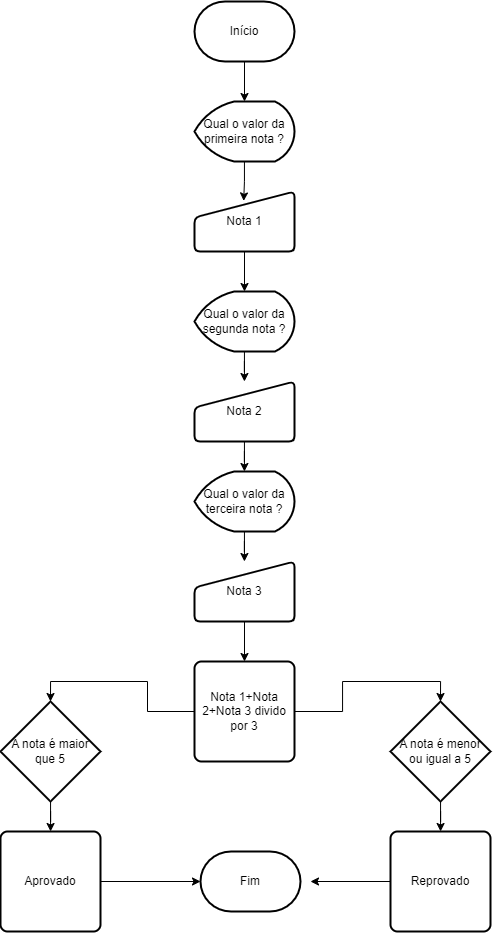 Início
Qual o valor da
primeira nota ?
Nota 1
Qual o valor da
segunda nota ?
Nota 2
Qual o valor da
terceira nota ?
Nota 3
Nota 1+Nota
2+Nota 3 divido
por 3
A nota é maior
que 5
A nota é menor
ou igual a 5
Aprovado
Fim
Reprovado